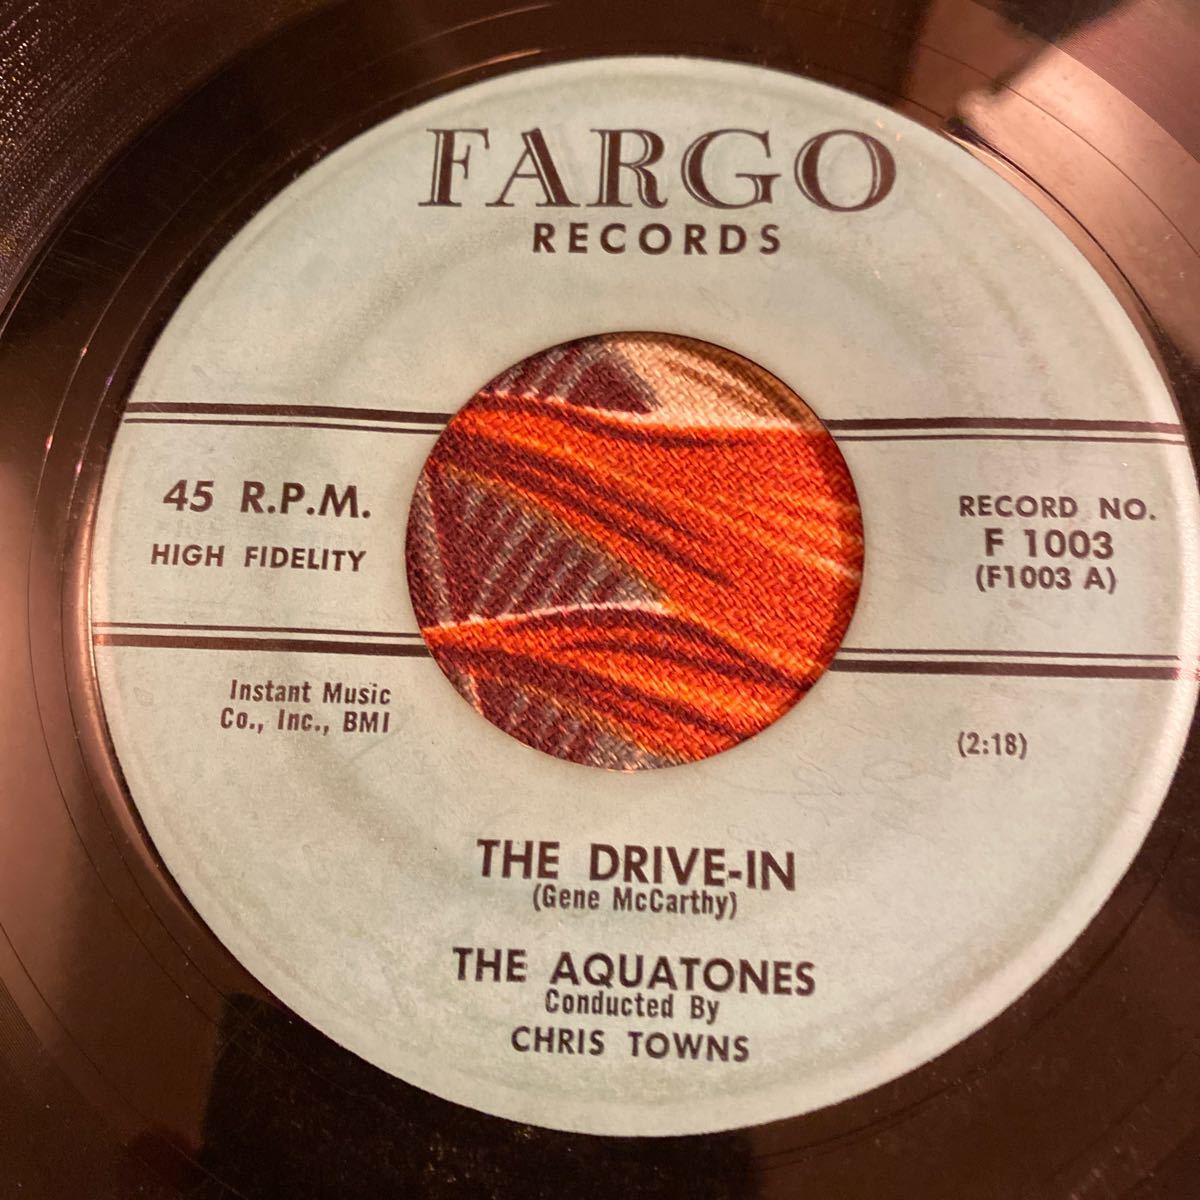 FARGO
RECORDS
45 R.P.M.
HIGH FIDELITY
RECORD NO.
F 1003
(F1003 A)
Instant Music
Co., Inc., BMI
(2:18)
THE DRIVE-IN
(Gene McCarthy)
THE AQUATONES
Conducted By
CHRIS TOWNS